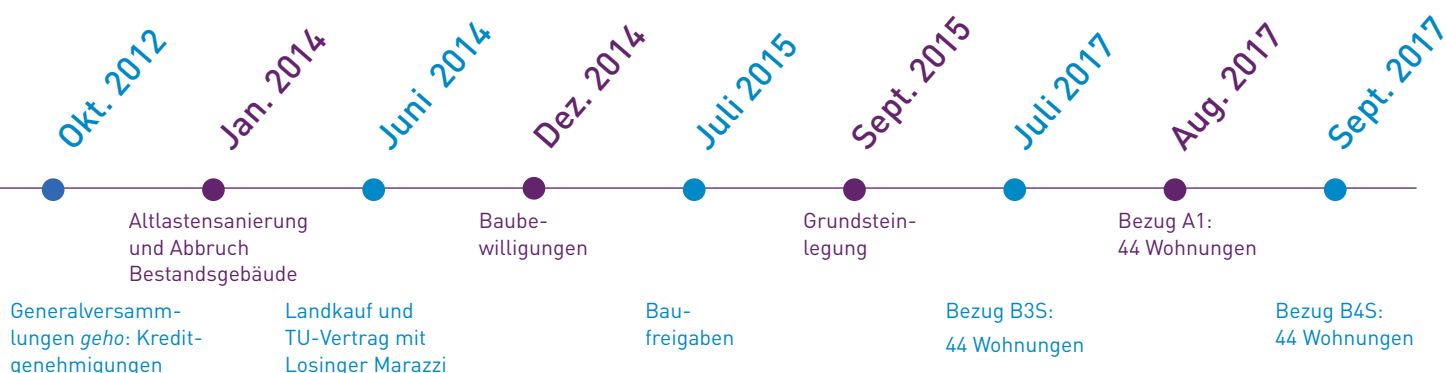 Okt. 2012
Jan. 2014
Juni 2014
Dez. 2014
Juli 2015
Sept. 2015
Juli 2017
Aug. 2017
Sept. 2017
Altlastensanierung
und Abbruch
Bestandsgebäude
Baube-
willigungen
Grundstein-
legung
Bezug A1:
44 Wohnungen
Generalversamm-
lungen geho: Kredit-
genehmigungen
Landkauf und
TU-Vertrag mit
Losinger Marazzi
Bau-
freigaben
Bezug B3S:
44 Wohnungen
Bezug B4S:
44 Wohnungen